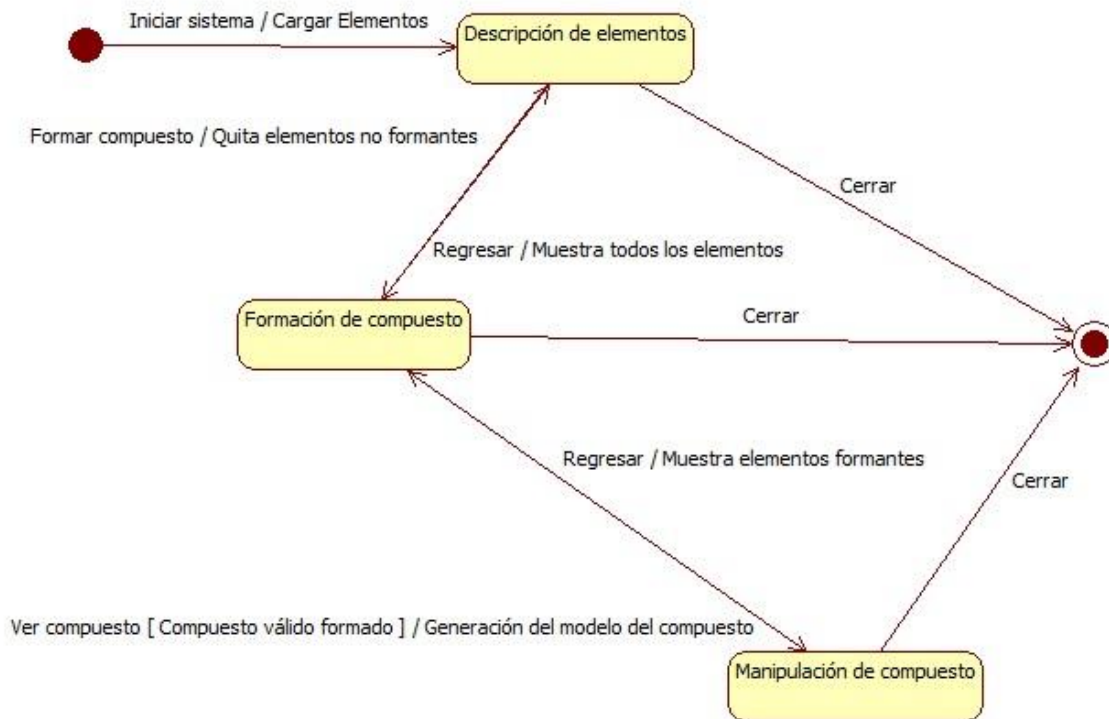 Iniciar sistema / Cargar Elementos
Descripción de elementos
Formar compuesto / Quita elementos no formantes
Cerrar
Regresar / Muestra todos los elementos
Formación de compuesto
Cerrar
Regresar / Muestra elementos formantes
Cerrar
Ver compuesto [ Compuesto válido formado ] / Generación del modelo del compuesto
Manipulación de compuesto